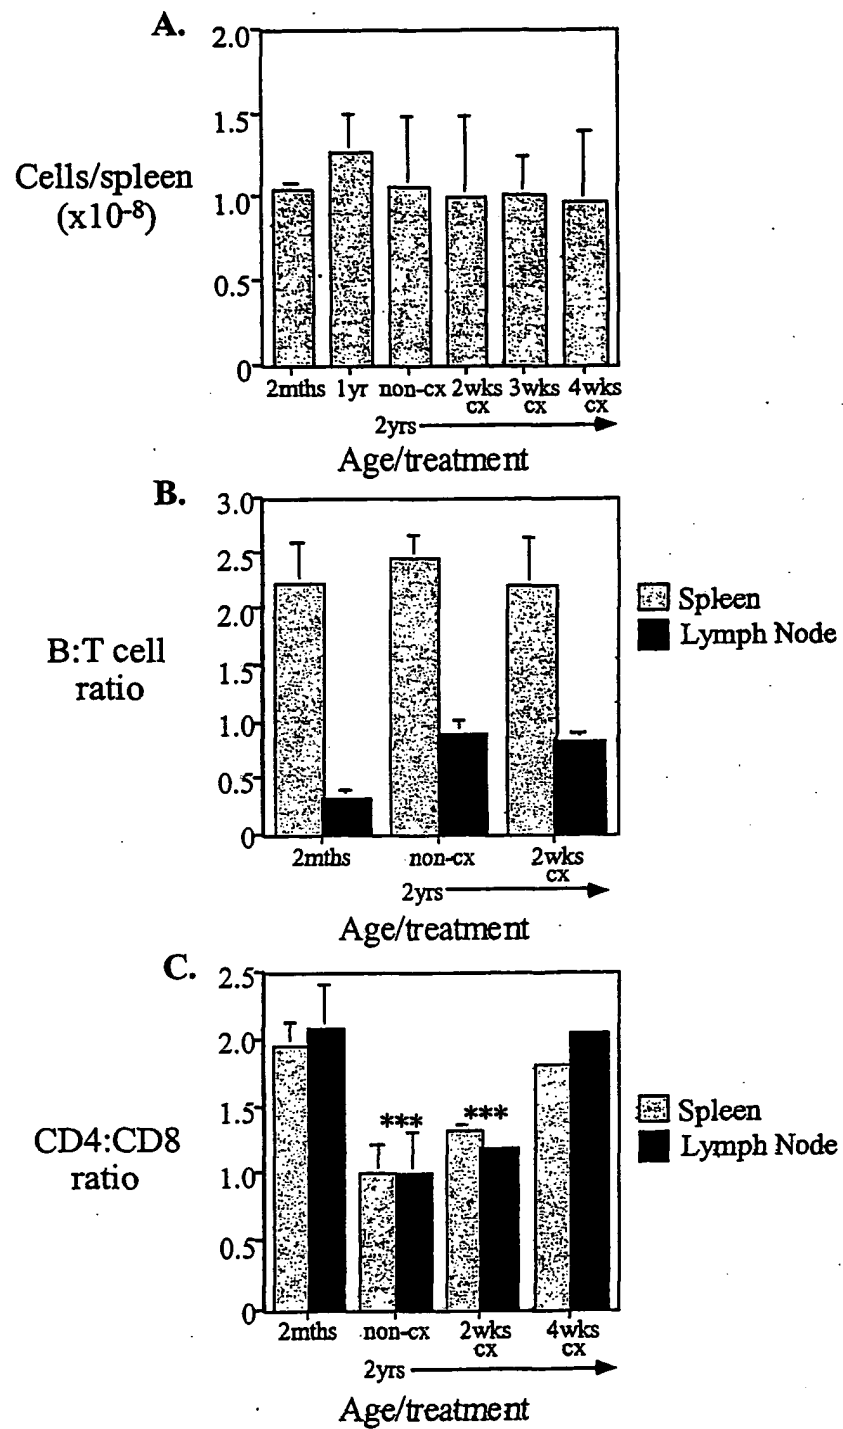 A.
2.0
1.5
1.0
0.5
0
Cells/spleen
(x10-8)
2mths 1yr non-cx 2wks 3wks 4wks
cx cx cx
2yrs
Age/treatment
B.
3.0
2.5
2.0
1.5
1.0
0.5
0
B:T cell
ratio
Spleen
Lymph Node
2mths non-cx 2wks
cx
2yrs
Age/treatment
C.
2.5
2.0
1.5
1.0
0.5
0
CD4:CD8
ratio
*** ***
Spleen
Lymph Node
2mths non-cx 2wks 4wks
cx cx
2yrs
Age/treatment